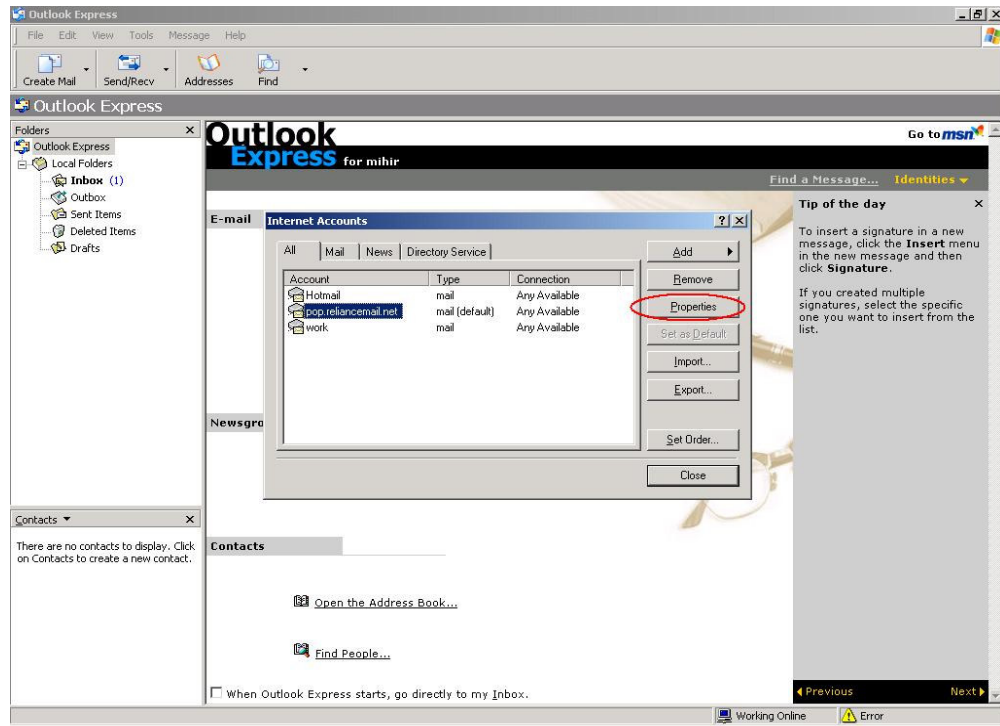 Outlook Express
File Edit View Tools Message Help
Create Mail Send/Recv Addresses Find
Outlook Express
Folders
Outlook Express
Local Folders
Inbox (1)
Outbox
Sent Items
Deleted Items
Drafts
Contacts
There are no contacts to display. Click
on Contacts to create a new contact.
Outlook
Express for mihir
Go to msn
Find a Message... Identities
E-mail
Newsgro
Contacts
Open the Address Book...
Find People...
When Outlook Express starts, go directly to my Inbox.
Internet Accounts
All Mail News Directory Service
Account Type Connection
Hotmail mail Any Available
pop.reliancemail.net mail (default) Any Available
work mail Any Available
Add
Remove
Properties
Set as Default
Import...
Export...
Set Order...
Close
Tip of the day
To insert a signature in a new
message, click the Insert menu
in the new message and then
click Signature.
If you created multiple
signatures, select the specific
one you want to insert from the
list.
Previous Next
Working Online Error